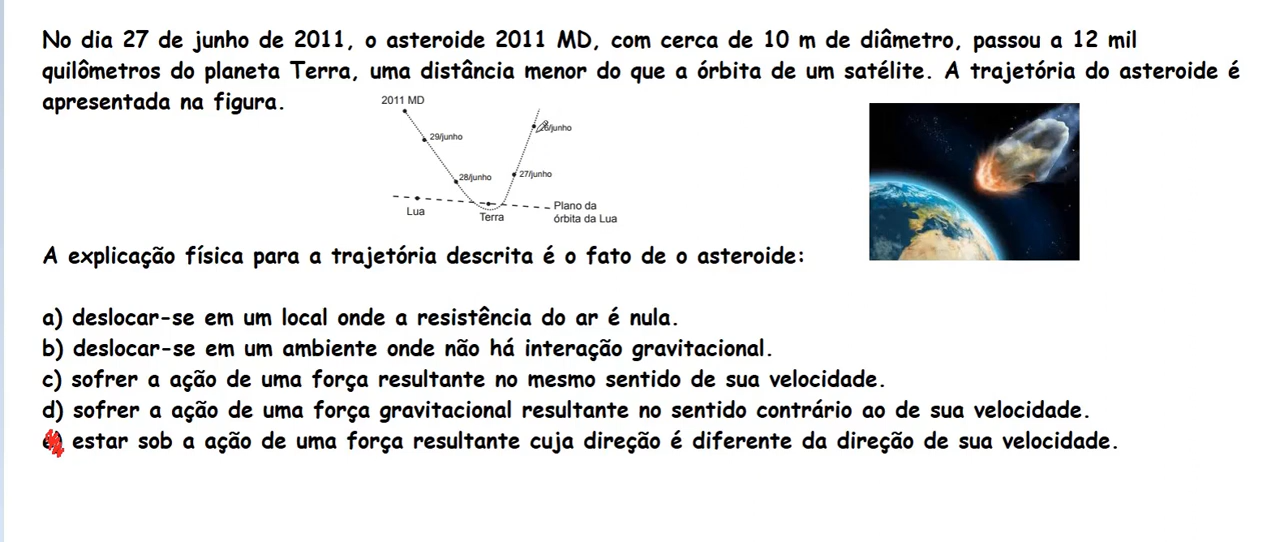 No dia 27 de junho de 2011, o asteroide 2011 MD, com cerca de 10 m de diâmetro, passou a 12 mil
quilômetros do planeta Terra, uma distância menor do que a órbita de um satélite. A trajetória do asteroide é
apresentada na figura.
2011 MD
29/junho
28/junho
/junho
27/junho
Lua
Terra
Plano da
órbita da Lua
A explicação física para a trajetória descrita é o fato de o asteroide:
a) deslocar-se em um local onde a resistência do ar é nula.
b) deslocar-se em um ambiente onde não há interação gravitacional.
c) sofrer a ação de uma força resultante no mesmo sentido de sua velocidade.
d) sofrer a ação de uma força gravitacional resultante no sentido contrário ao de sua velocidade.
e) estar sob a ação de uma força resultante cuja direção é diferente da direção de sua velocidade.